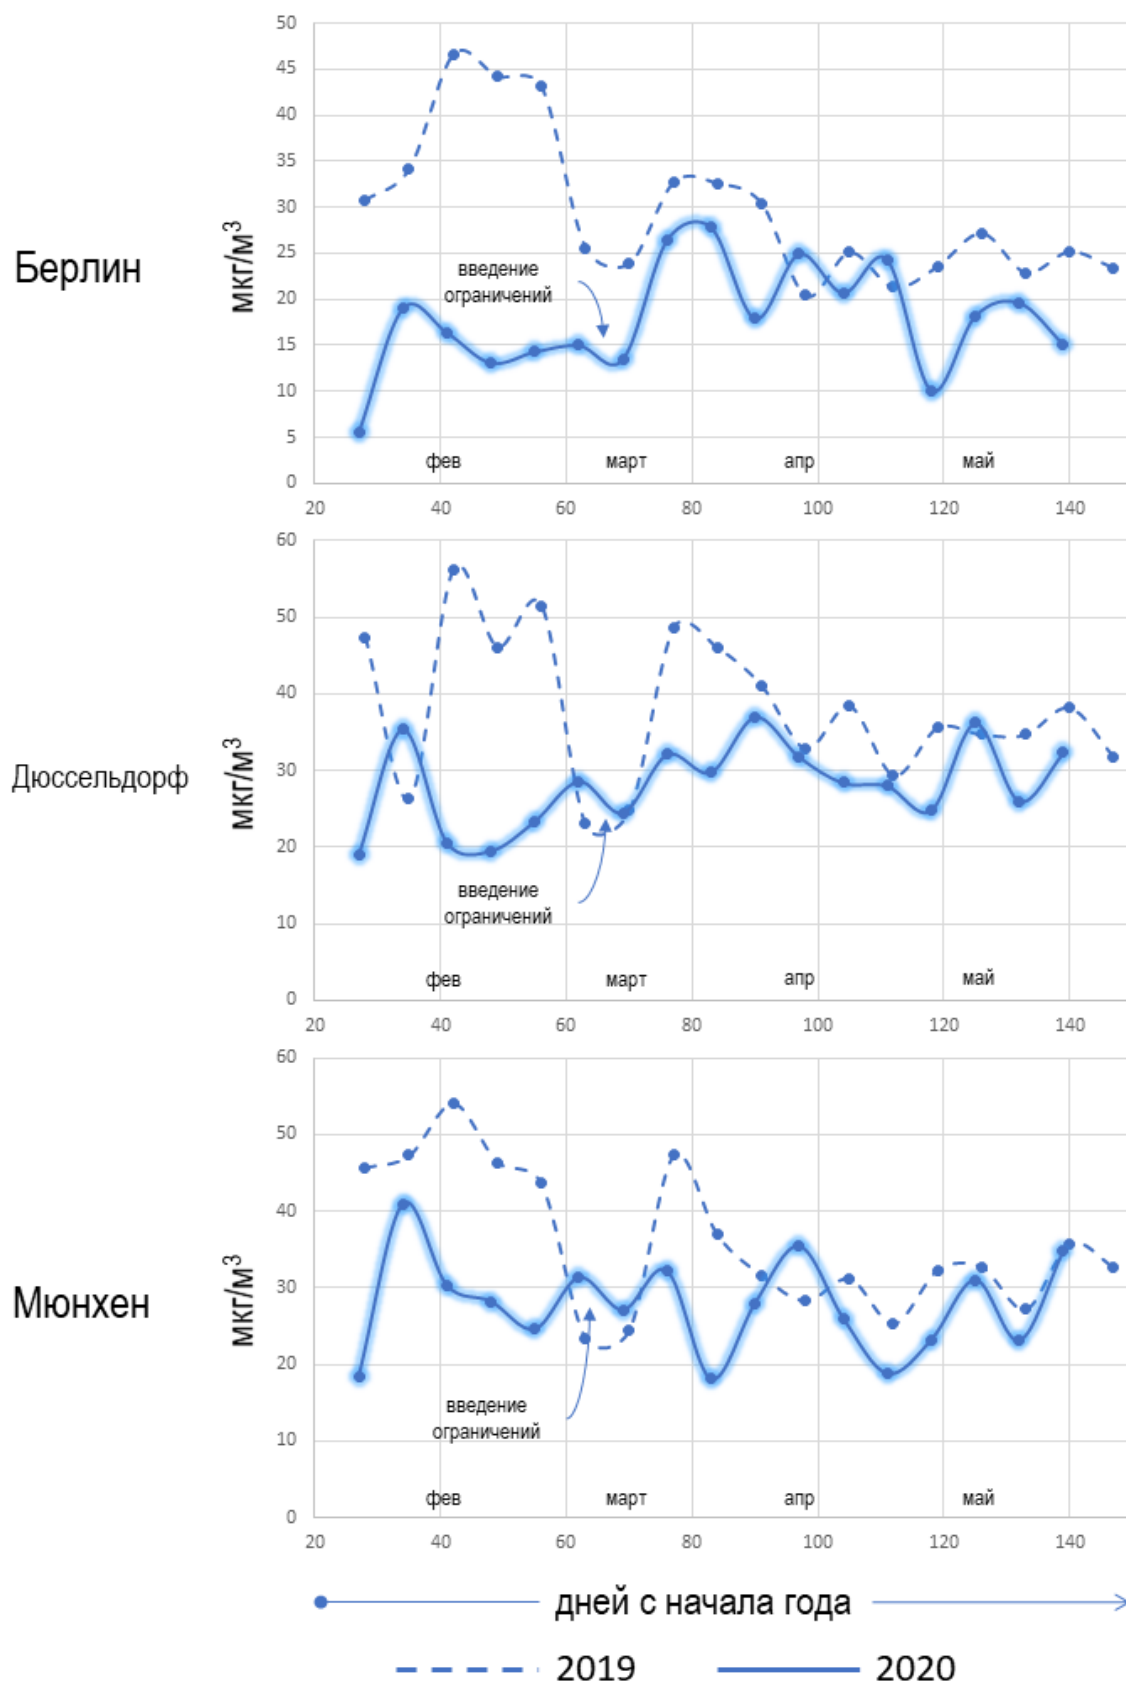 50
45
40
35
30
25
20
15
10
5
0
Берлин
мкг/м³
введение
ограничений
фев март апр май
20 40 60 80 100 120 140
60
50
40
30
20
10
0
Дюссельдорф
мкг/м³
введение
ограничений
фев март апр май
20 40 60 80 100 120 140
60
50
40
30
20
10
0
Мюнхен
мкг/м³
введение
ограничений
фев март апр май
20 40 60 80 100 120 140
дней с начала года
2019 2020